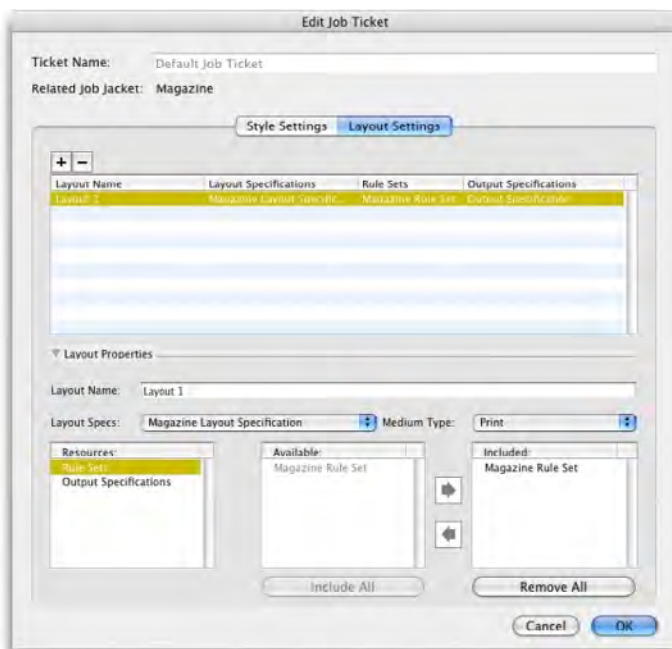 Edit Job Ticket
Ticket Name: Default Job Ticket
Related Job Jacket: Magazine
Style Settings Layout Settings
+ −
Layout Name Layout Specifications Rule Sets Output Specifications
Layout 1 Magazine Layout Specific... Magazine Rule Set Output Specification
Layout Properties
Layout Name: Layout 1
Layout Specs: Magazine Layout Specification Medium Type: Print
Resources: Available: Included:
Rule Sets Magazine Rule Set Magazine Rule Set
Output Specifications
Include All Remove All
Cancel OK